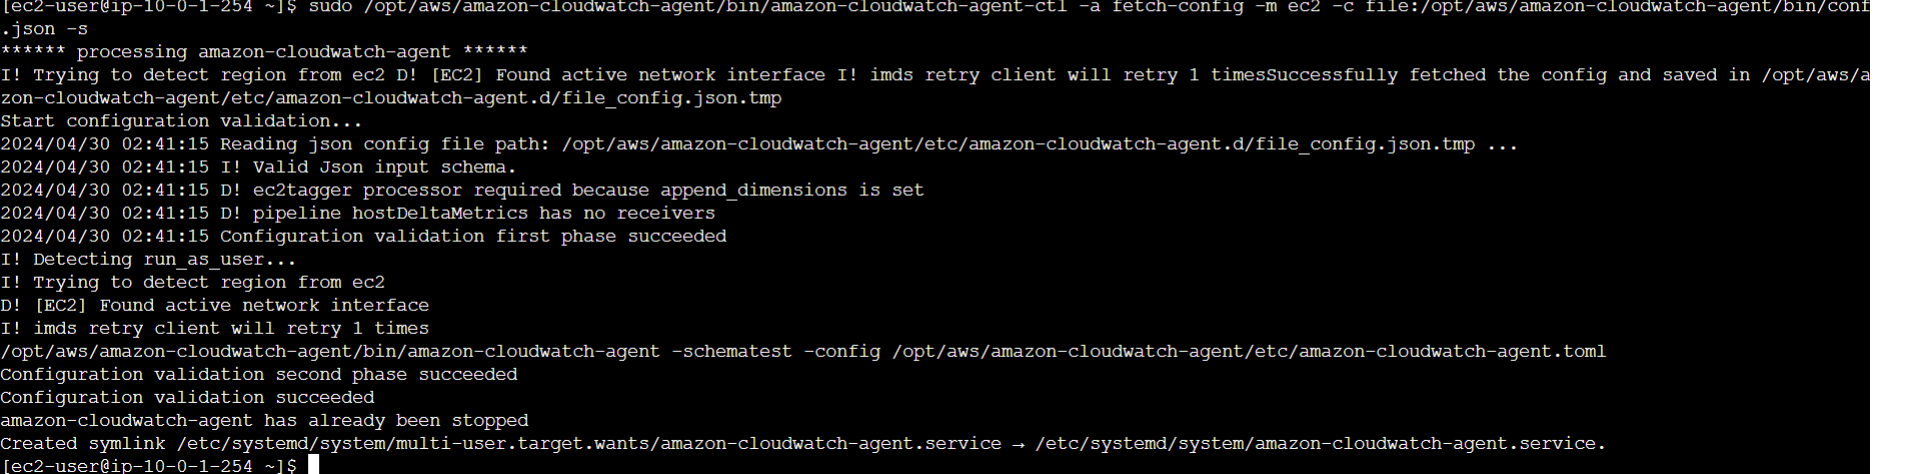 [ec2-user@ip-10-0-1-254 ~]$ sudo /opt/aws/amazon-cloudwatch-agent/bin/amazon-cloudwatch-agent-ctl -a fetch-config -m ec2 -c file:/opt/aws/amazon-cloudwatch-agent/bin/conf
.json -s
****** processing amazon-cloudwatch-agent ******
I! Trying to detect region from ec2 D! [EC2] Found active network interface I! imds retry client will retry 1 timesSuccessfully fetched the config and saved in /opt/aws/a
zon-cloudwatch-agent/etc/amazon-cloudwatch-agent.d/file_config.json.tmp
Start configuration validation...
2024/04/30 02:41:15 Reading json config file path: /opt/aws/amazon-cloudwatch-agent/etc/amazon-cloudwatch-agent.d/file_config.json.tmp ...
2024/04/30 02:41:15 I! Valid Json input schema.
2024/04/30 02:41:15 D! ec2tagger processor required because append_dimensions is set
2024/04/30 02:41:15 D! pipeline hostDeltaMetrics has no receivers
2024/04/30 02:41:15 Configuration validation first phase succeeded
I! Detecting run_as_user...
I! Trying to detect region from ec2
D! [EC2] Found active network interface
I! imds retry client will retry 1 times
/opt/aws/amazon-cloudwatch-agent/bin/amazon-cloudwatch-agent -schematest -config /opt/aws/amazon-cloudwatch-agent/etc/amazon-cloudwatch-agent.toml
Configuration validation second phase succeeded
Configuration validation succeeded
amazon-cloudwatch-agent has already been stopped
Created symlink /etc/systemd/system/multi-user.target.wants/amazon-cloudwatch-agent.service → /etc/systemd/system/amazon-cloudwatch-agent.service.
[ec2-user@ip-10-0-1-254 ~]$